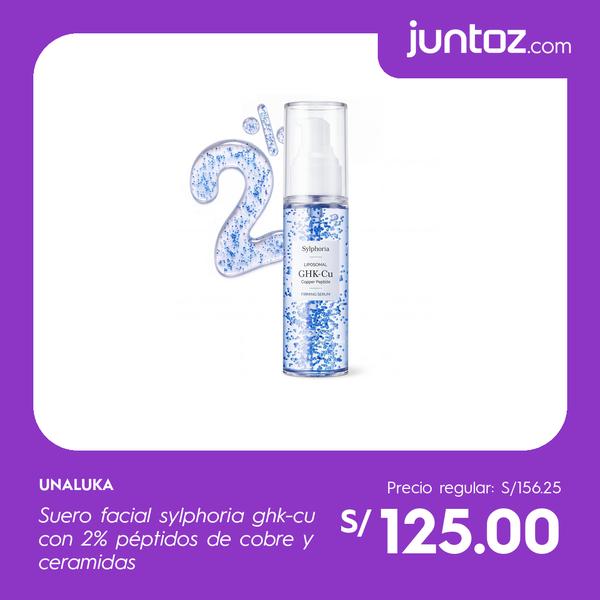 juntoz.com
2%
Sylphoria
LIPOSOMAL
GHK-Cu
Copper Peptide
FIRMING SERUM
UNALUKA
Suero facial sylphoria ghk-cu
con 2% péptidos de cobre y
ceramidas
Precio regular: S/156.25
S/125.00